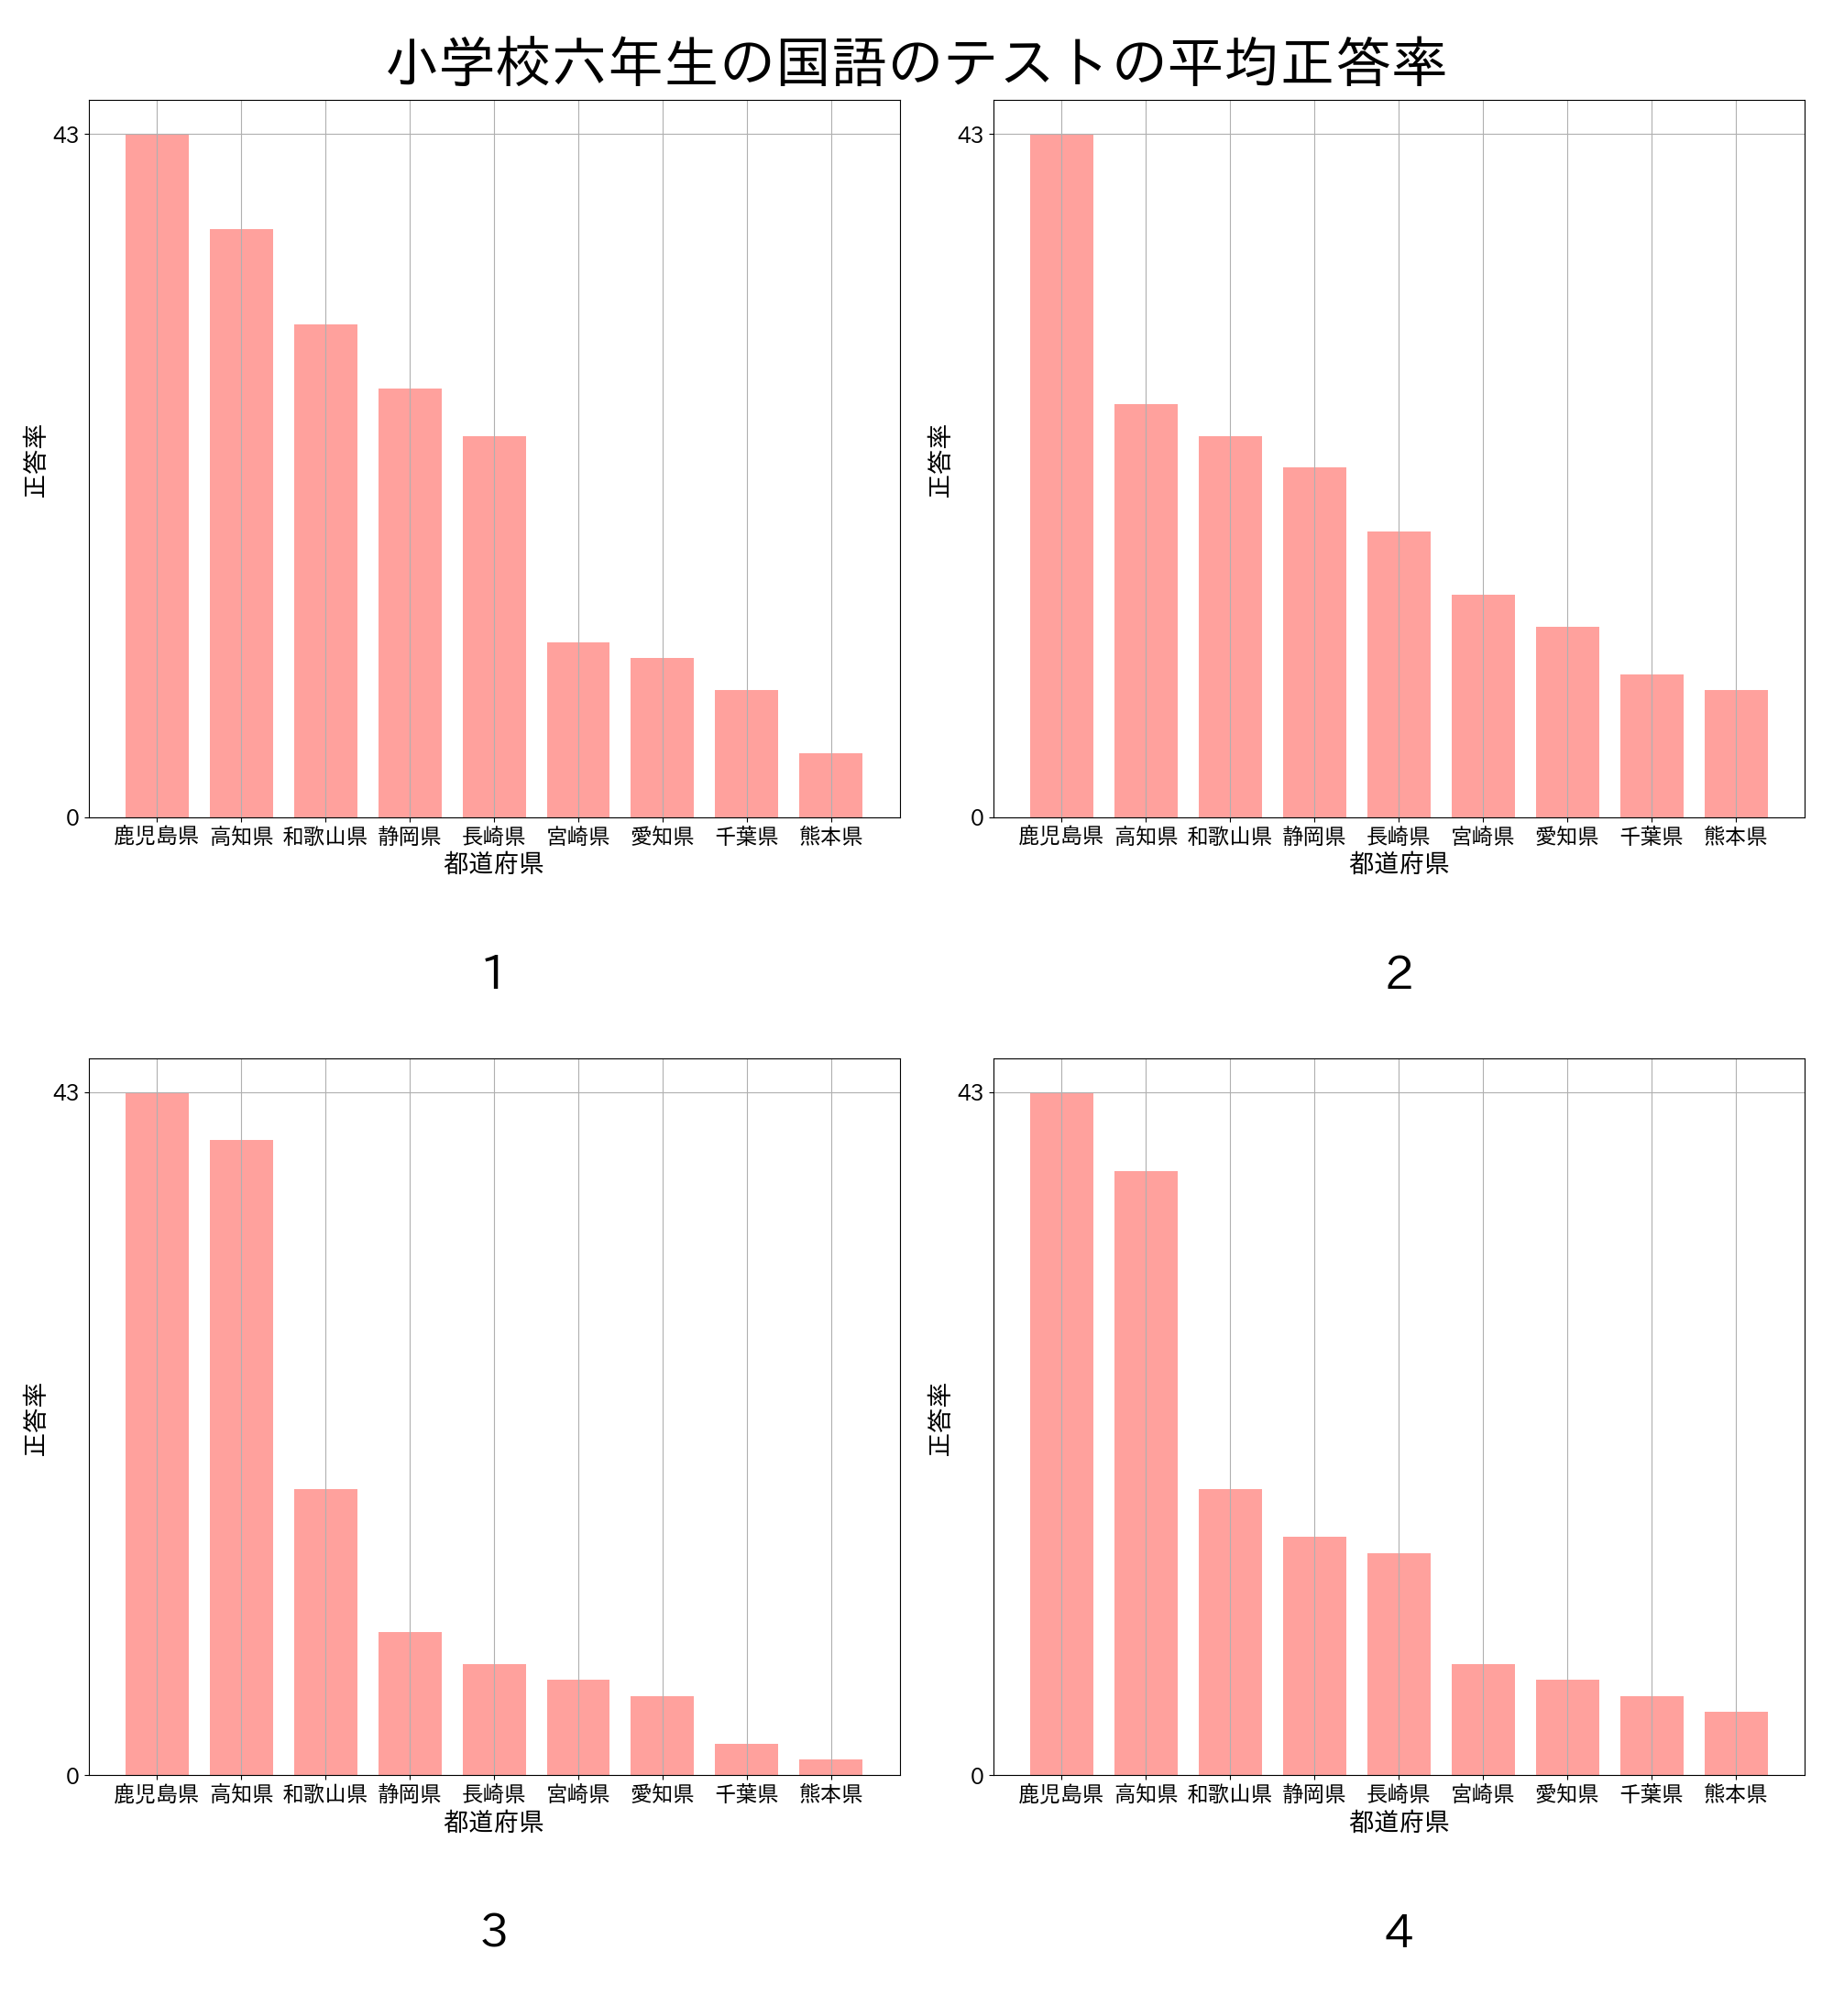 小学校六年生の国語のテストの平均正答率
43
0
正答率
鹿児島県 高知県 和歌山県 静岡県 長崎県 宮崎県 愛知県 千葉県 熊本県
都道府県
1
43
0
正答率
鹿児島県 高知県 和歌山県 静岡県 長崎県 宮崎県 愛知県 千葉県 熊本県
都道府県
2
43
0
正答率
鹿児島県 高知県 和歌山県 静岡県 長崎県 宮崎県 愛知県 千葉県 熊本県
都道府県
3
43
0
正答率
鹿児島県 高知県 和歌山県 静岡県 長崎県 宮崎県 愛知県 千葉県 熊本県
都道府県
4